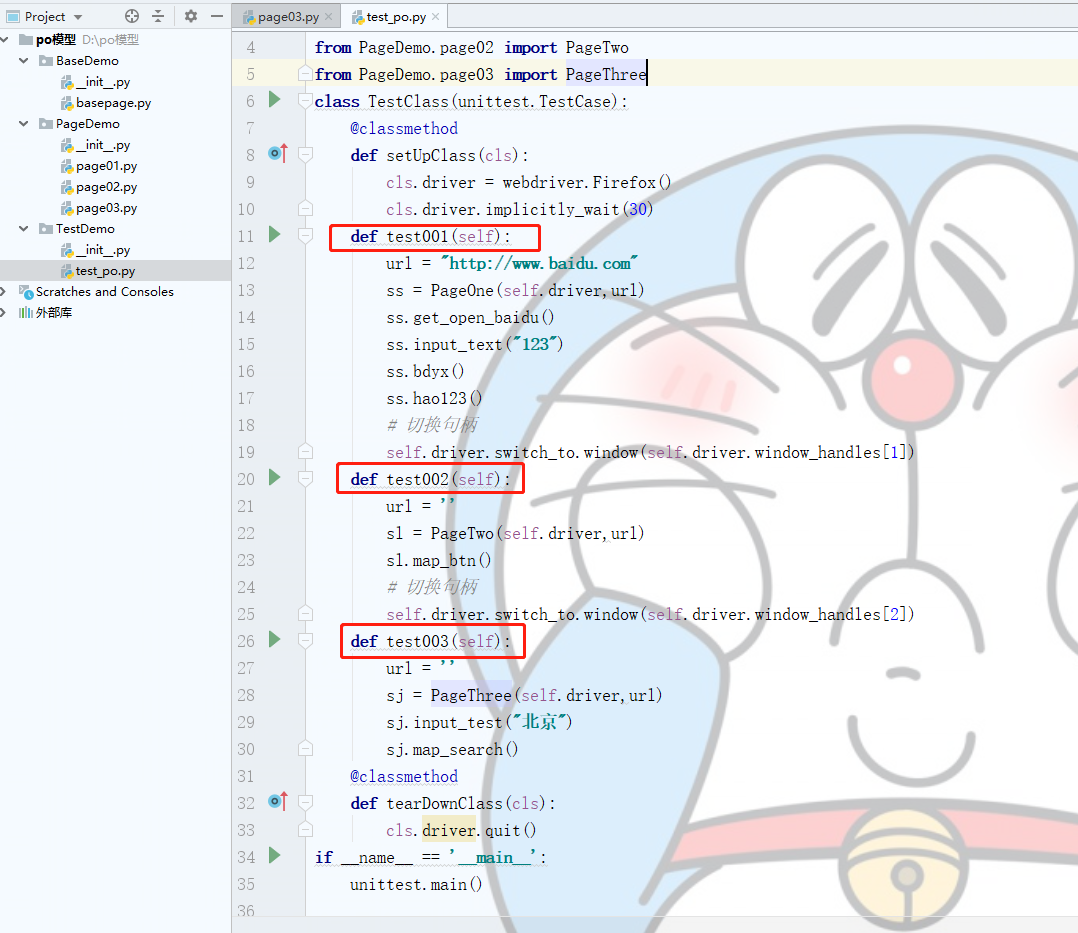 Project
page03.py
test_po.py
po模型 D:\po模型
BaseDemo
__init__.py
basepage.py
PageDemo
__init__.py
page01.py
page02.py
page03.py
TestDemo
__init__.py
test_po.py
Scratches and Consoles
外部库
4 from PageDemo.page02 import PageTwo
5 from PageDemo.page03 import PageThree
6 class TestClass(unittest.TestCase):
7 @classmethod
8 def setUpClass(cls):
9 cls.driver = webdriver.Firefox()
10 cls.driver.implicitly_wait(30)
11 def test001(self):
12 url = "http://www.baidu.com"
13 ss = PageOne(self.driver,url)
14 ss.get_open_baidu()
15 ss.input_text("123")
16 ss.bdyx()
17 ss.hao123()
18 # 切换句柄
19 self.driver.switch_to.window(self.driver.window_handles[1])
20 def test002(self):
21 url = ''
22 sl = PageTwo(self.driver,url)
23 sl.map_btn()
24 # 切换句柄
25 self.driver.switch_to.window(self.driver.window_handles[2])
26 def test003(self):
27 url = ''
28 sj = PageThree(self.driver,url)
29 sj.input_test("北京")
30 sj.map_search()
31 @classmethod
32 def tearDownClass(cls):
33 cls.driver.quit()
34 if __name__ == '__main__':
35 unittest.main()
36